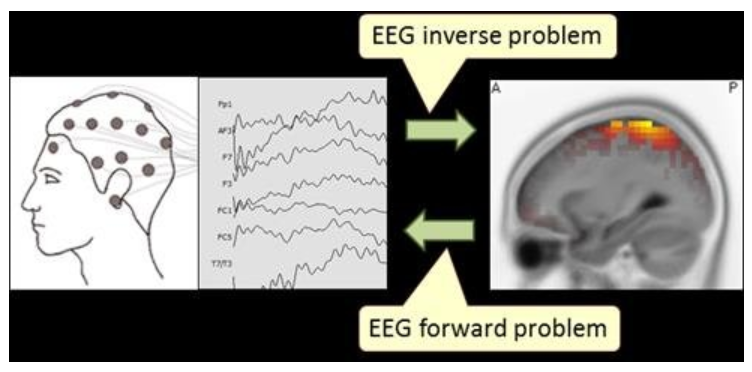 EEG inverse problem
A
P
Fp1
AF3
F7
F3
FC1
FC5
T7/T3
EEG forward problem